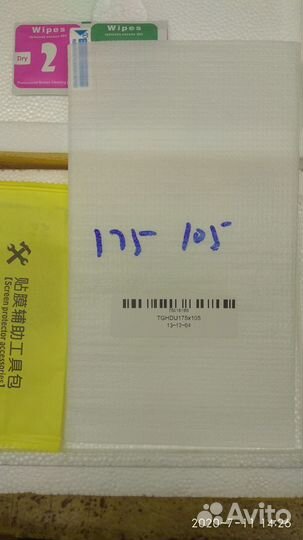 Wipes
Dry
2
Wipes
175 105
TGHDU175x105
13-12-04
贴膜辅助工具包
【Screen protector accessories】
2020-7-11 14:26
Avito